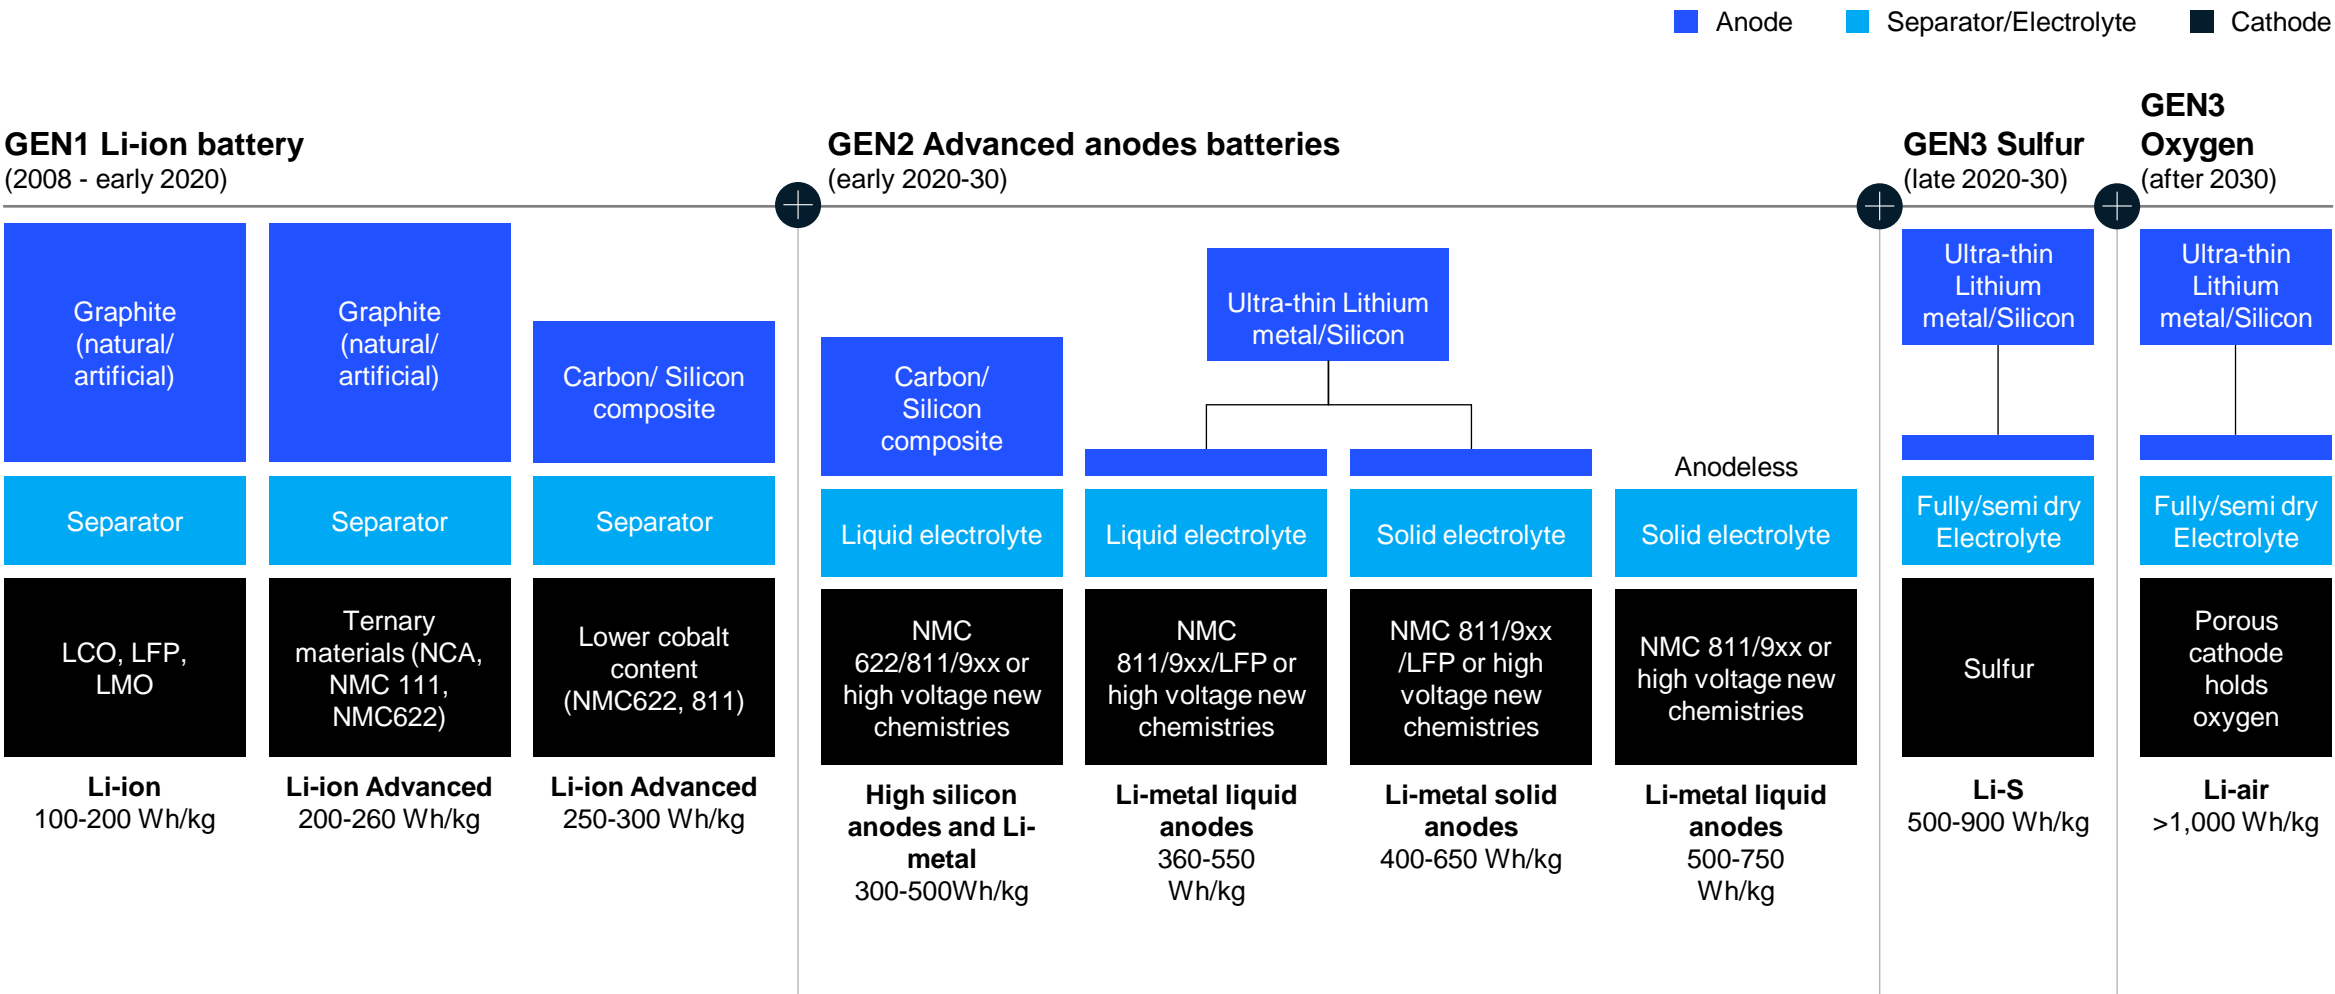 Anode
Separator/Electrolyte
Cathode
GEN1 Li-ion battery
(2008 - early 2020)
GEN2 Advanced anodes batteries
(early 2020-30)
GEN3 Sulfur
(late 2020-30)
GEN3
Oxygen
(after 2030)
Graphite
(natural/
artificial)
Separator
LCO, LFP,
LMO
Li-ion
100-200 Wh/kg
Graphite
(natural/
artificial)
Separator
Ternary
materials (NCA,
NMC 111,
NMC622)
Li-ion Advanced
200-260 Wh/kg
Carbon/ Silicon
composite
Separator
Lower cobalt
content
(NMC622, 811)
Li-ion Advanced
250-300 Wh/kg
Carbon/
Silicon
composite
Liquid electrolyte
NMC
622/811/9xx or
high voltage new
chemistries
High silicon
anodes and Li-
metal
300-500Wh/kg
Ultra-thin Lithium
metal/Silicon
Liquid electrolyte
NMC
811/9xx/LFP or
high voltage new
chemistries
Li-metal liquid
anodes
360-550
Wh/kg
Solid electrolyte
NMC 811/9xx
/LFP or high
voltage new
chemistries
Li-metal solid
anodes
400-650 Wh/kg
Anodeless
Solid electrolyte
NMC 811/9xx or
high voltage new
chemistries
Li-metal liquid
anodes
500-750
Wh/kg
Ultra-thin
Lithium
metal/Silicon
Fully/semi dry
Electrolyte
Sulfur
Li-S
500-900 Wh/kg
Ultra-thin
Lithium
metal/Silicon
Fully/semi dry
Electrolyte
Porous
cathode
holds
oxygen
Li-air
>1,000 Wh/kg